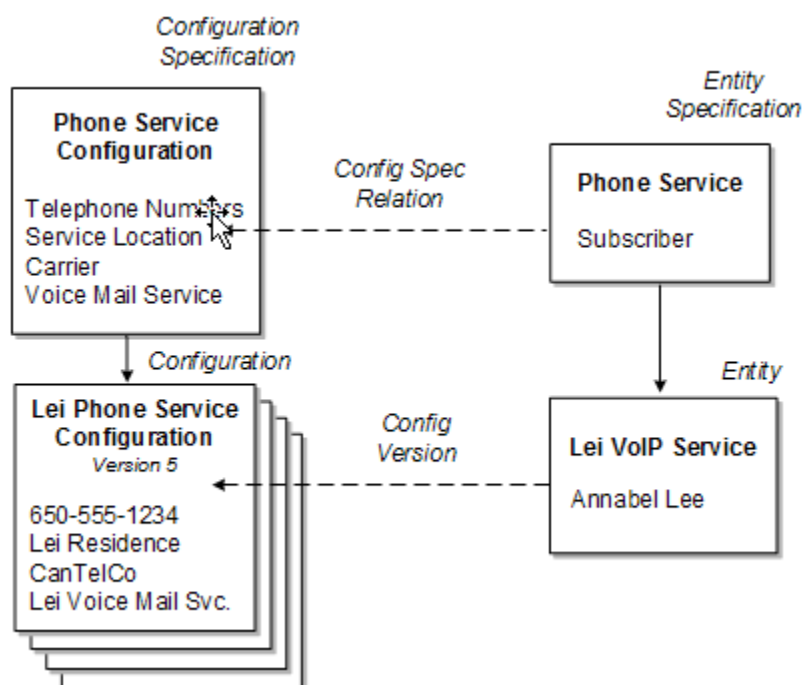 Configuration
Specification
Entity
Specification
Phone Service
Configuration
Telephone Numbers
Service Location
Carrier
Voice Mail Service
Config Spec
Relation
Phone Service
Subscriber
Configuration
Entity
Lei Phone Service
Configuration
Version 5
650-555-1234
Lei Residence
CanTelCo
Lei Voice Mail Svc.
Config
Version
Lei VoIP Service
Annabel Lee